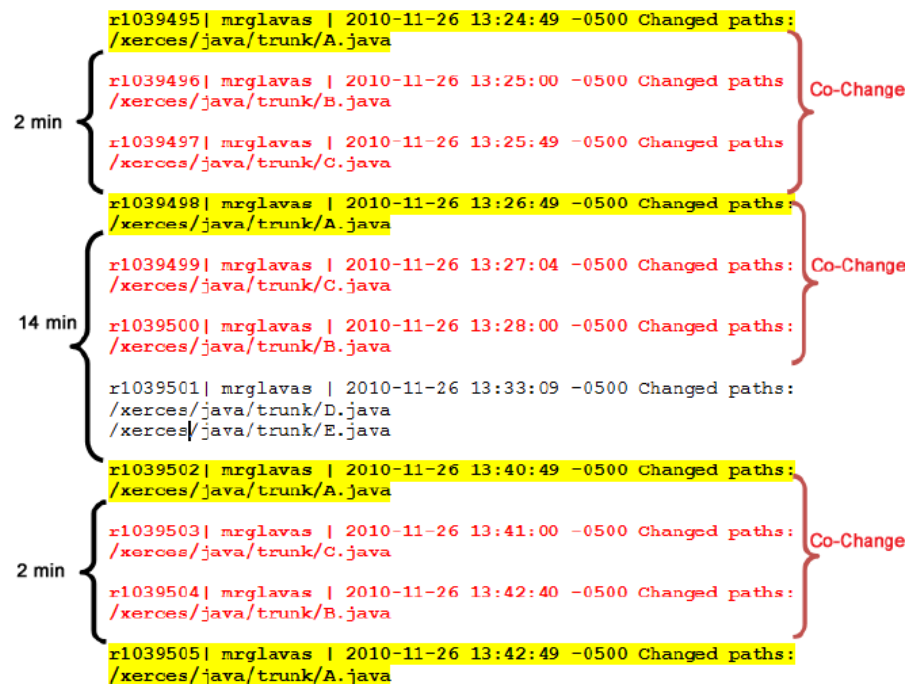 r1039495| mrglavas | 2010-11-26 13:24:49 -0500 Changed paths:
/xerces/java/trunk/A.java
r1039496| mrglavas | 2010-11-26 13:25:00 -0500 Changed paths
/xerces/java/trunk/B.java
Co-Change
2 min
r1039497| mrglavas | 2010-11-26 13:25:49 -0500 Changed paths
/xerces/java/trunk/C.java
r1039498| mrglavas | 2010-11-26 13:26:49 -0500 Changed paths:
/xerces/java/trunk/A.java
r1039499| mrglavas | 2010-11-26 13:27:04 -0500 Changed paths:
/xerces/java/trunk/C.java
Co-Change
14 min
r1039500| mrglavas | 2010-11-26 13:28:00 -0500 Changed paths:
/xerces/java/trunk/B.java
r1039501| mrglavas | 2010-11-26 13:33:09 -0500 Changed paths:
/xerces/java/trunk/D.java
/xerces/java/trunk/E.java
r1039502| mrglavas | 2010-11-26 13:40:49 -0500 Changed paths:
/xerces/java/trunk/A.java
r1039503| mrglavas | 2010-11-26 13:41:00 -0500 Changed paths:
/xerces/java/trunk/C.java
Co-Change
2 min
r1039504| mrglavas | 2010-11-26 13:42:40 -0500 Changed paths:
/xerces/java/trunk/B.java
r1039505| mrglavas | 2010-11-26 13:42:49 -0500 Changed paths:
/xerces/java/trunk/A.java